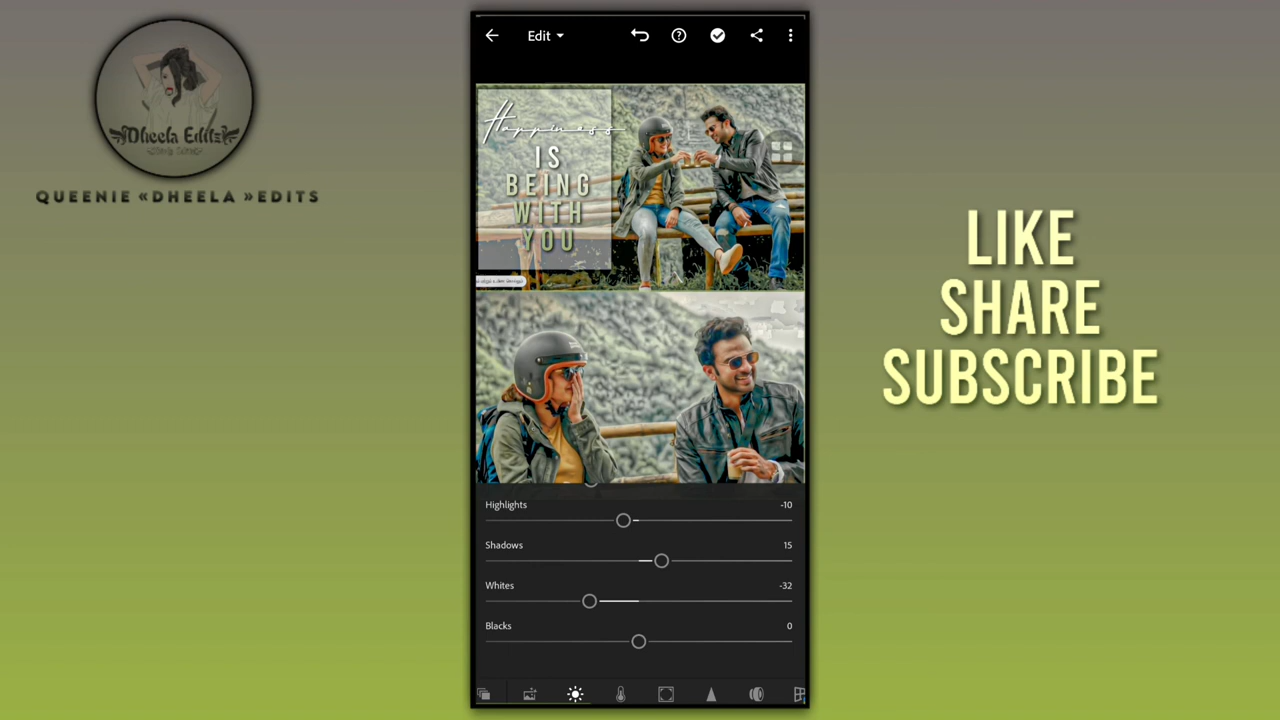 Dheela Editz
QUEENIE «DHEELA »EDITS
Edit
Happiness
IS
BEING
WITH
YOU
LIKE
SHARE
SUBSCRIBE
Highlights -10
Shadows 15
Whites -32
Blacks 0